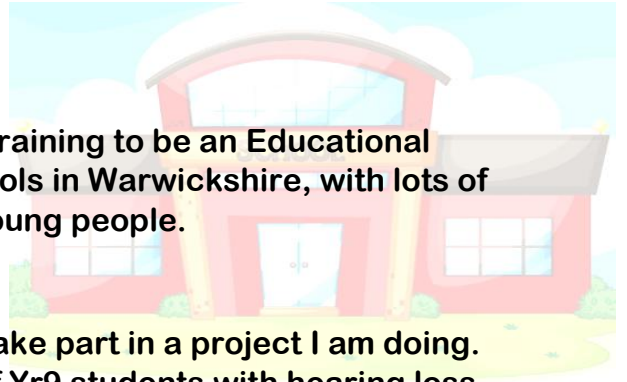 raining to be an Educational
ols in Warwickshire, with lots of
oung people.
ake part in a project I am doing.
f Yr9 students with hearing loss